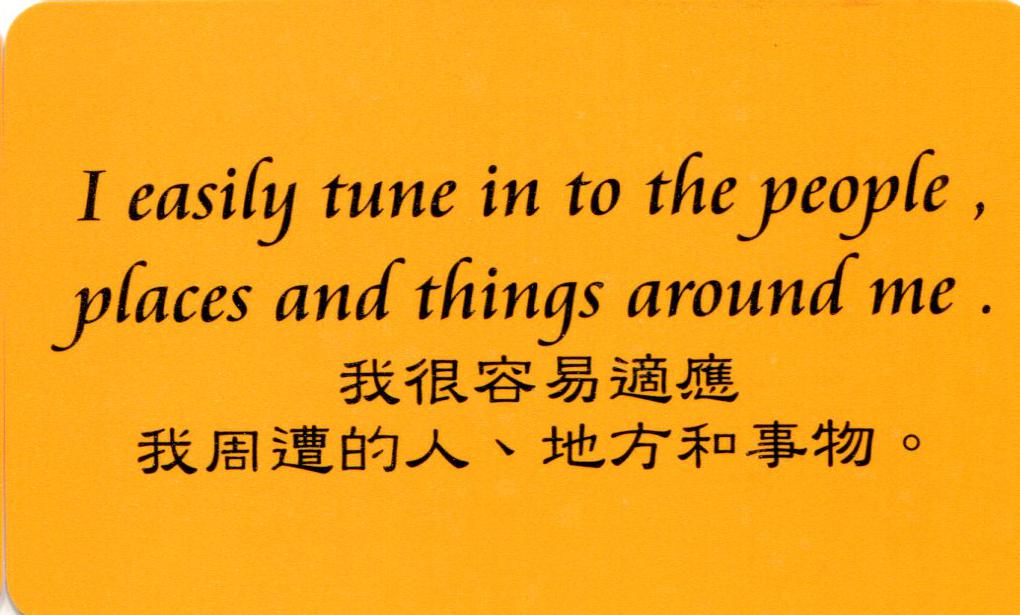 I easily tune in to the people ,
places and things around me .
我很容易適應
我周遭的人、地方和事物。